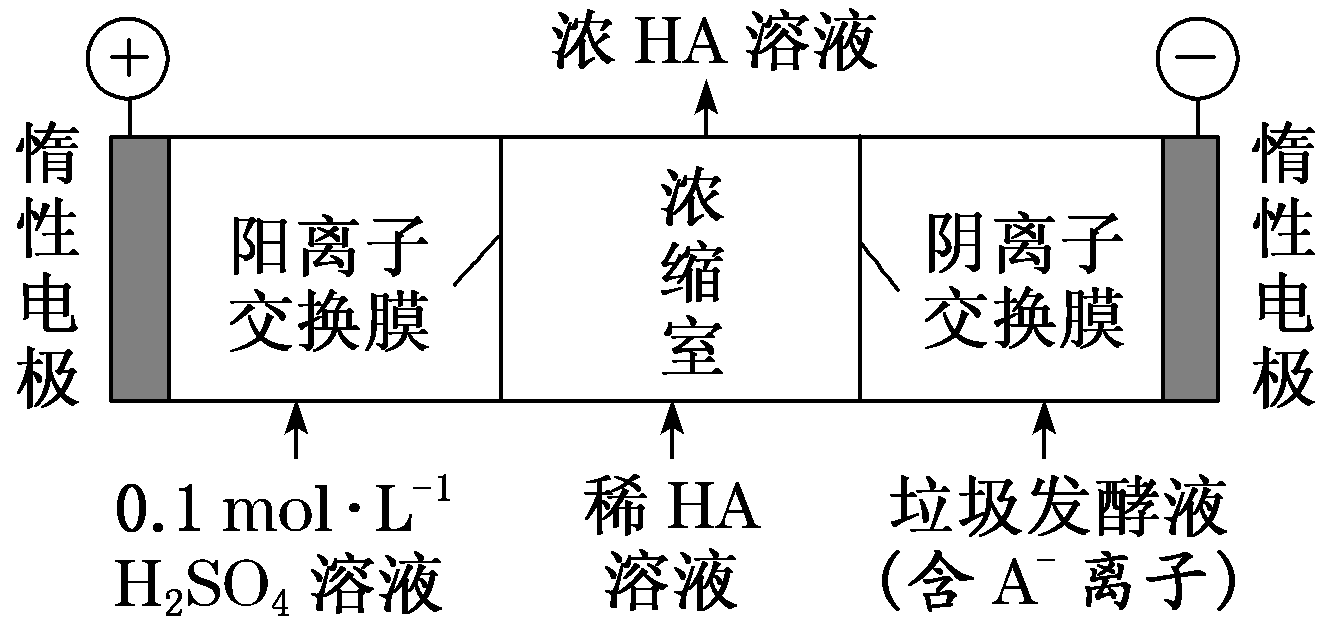 浓 HA 溶液
+
−
惰性电极
阳离子
交换膜
浓缩室
阴离子
交换膜
惰性电极
0.1 mol·L⁻¹
H₂SO₄ 溶液
稀 HA
溶液
垃圾发酵液
(含 A⁻ 离子)